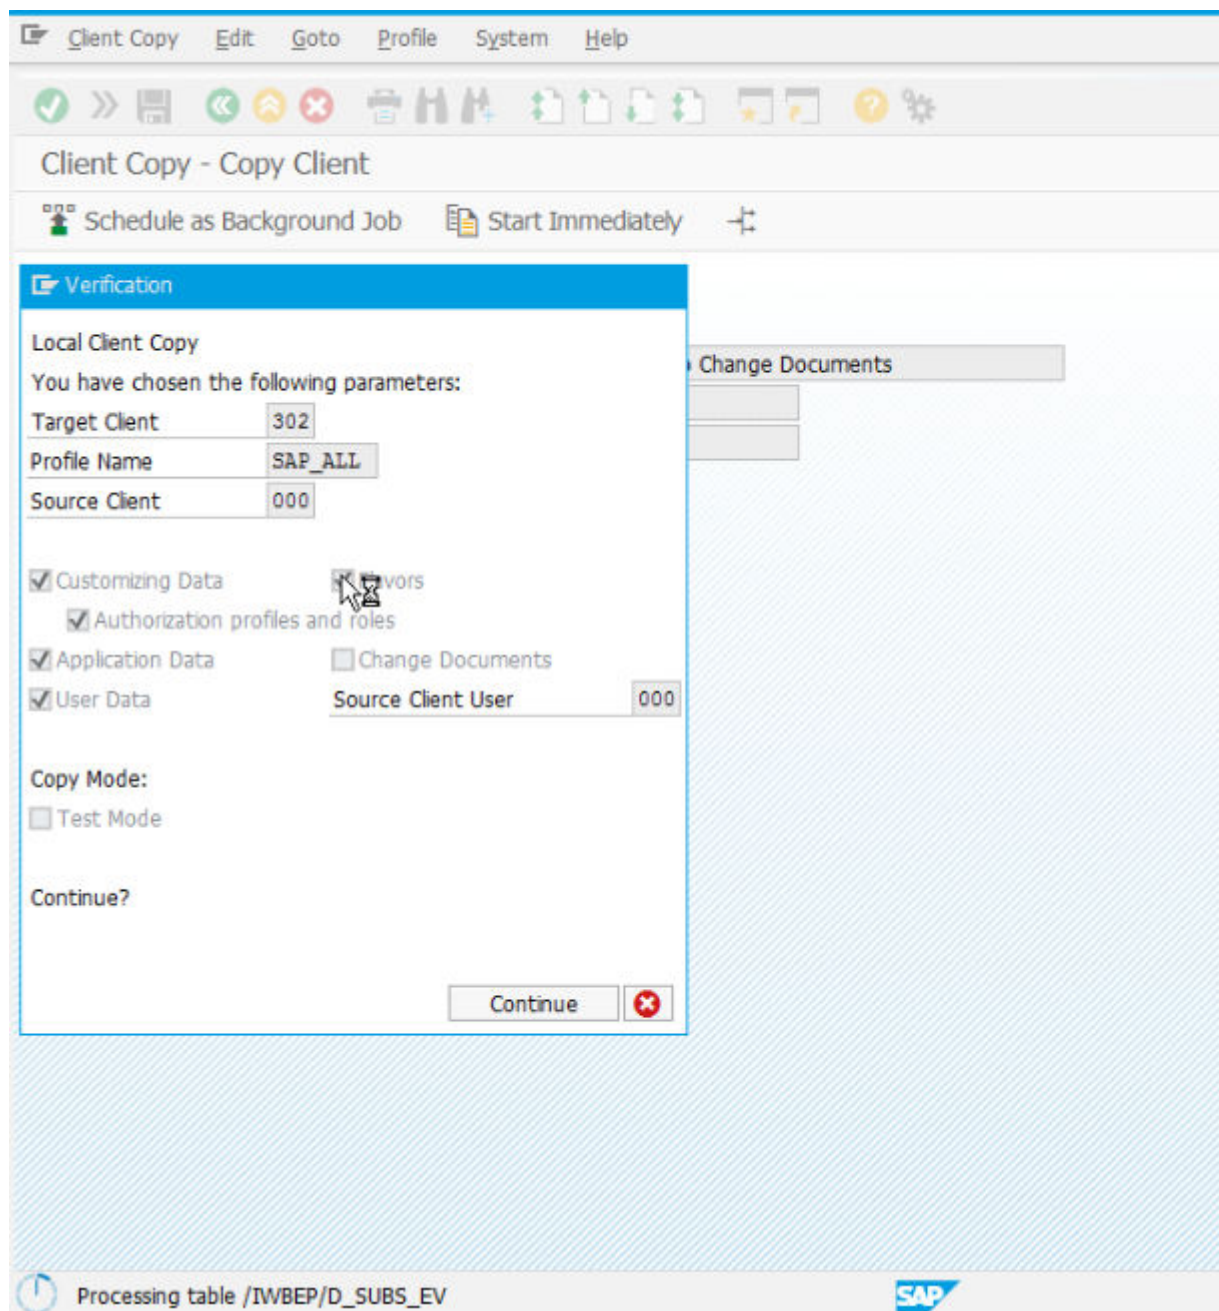 Client Copy Edit Goto Profile System Help
Client Copy - Copy Client
Schedule as Background Job Start Immediately
Verification
Local Client Copy
You have chosen the following parameters:
Change Documents
Target Client 302
Profile Name SAP_ALL
Source Client 000
Customizing Data
Authorization profiles and roles
Application Data Change Documents
User Data Source Client User 000
Copy Mode:
Test Mode
Continue?
Continue
Processing table /IWBEP/D_SUBS_EV SAP